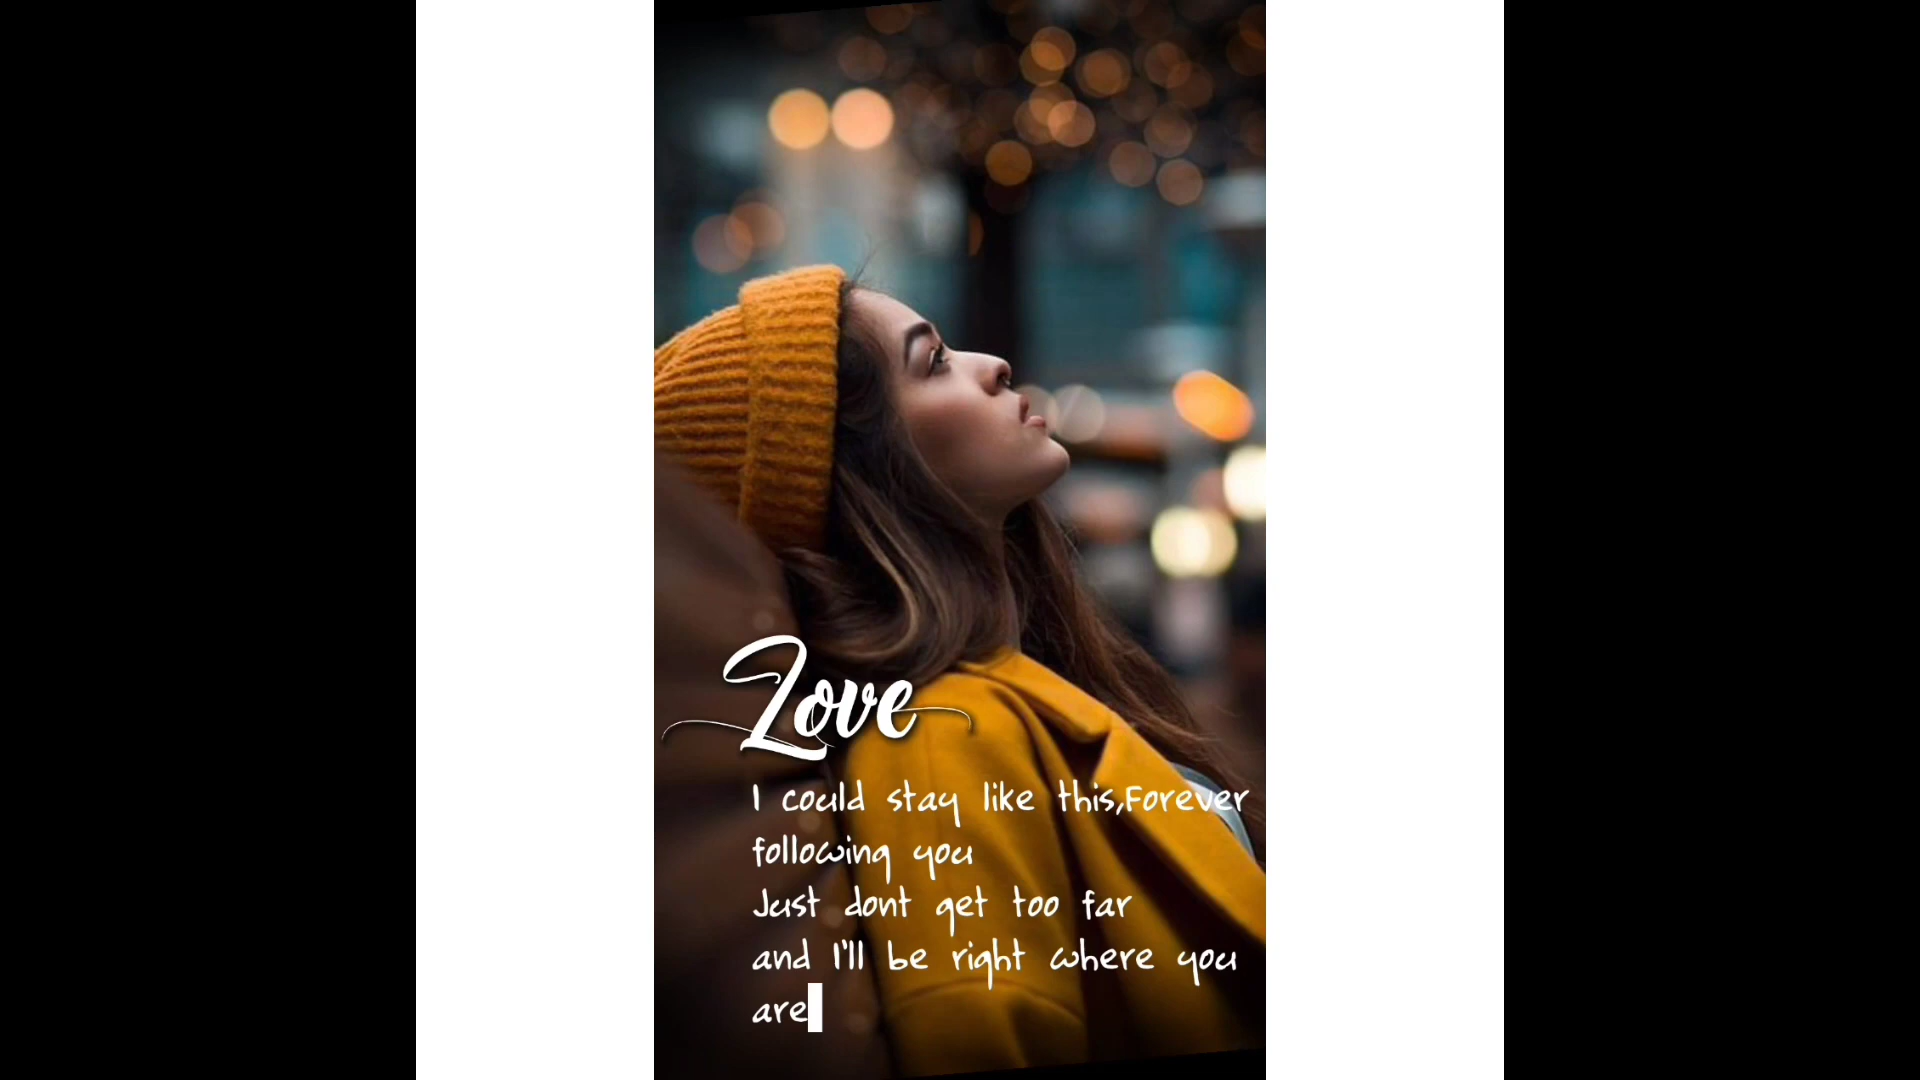 Love
I could stay like this,Forever
following you
Just dont get too far
and I'll be right where you
are